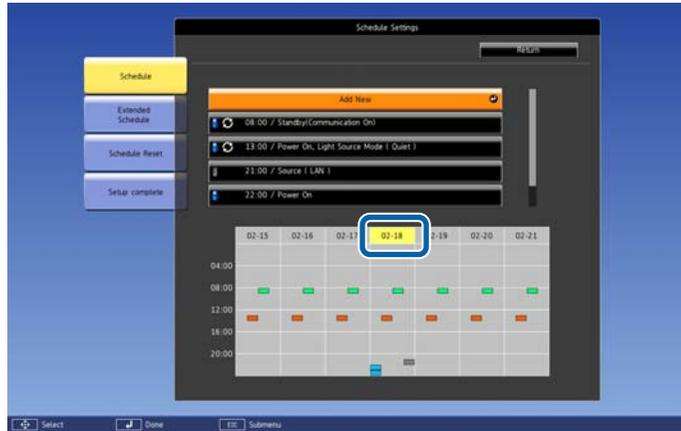 Schedule Settings
Return
Schedule
Extended
Schedule
Schedule Reset
Setup complete
Add New
08:00 / Standby(Communication On)
13:00 / Power On, Light Source Mode ( Quiet )
21:00 / Source ( LAN )
22:00 / Power On
02-15 02-16 02-17 02-18 2-19 02-20 02-21
04:00
08:00
12:00
16:00
20:00
Select Done Esc Submenu